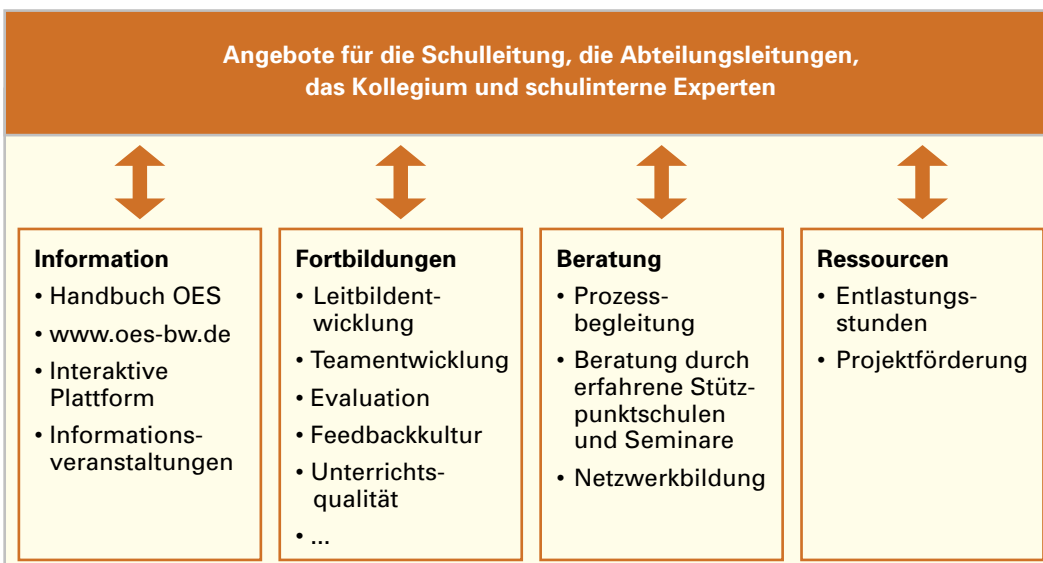 Angebote für die Schulleitung, die Abteilungsleitungen,
das Kollegium und schulinterne Experten
Information
• Handbuch OES
• www.oes-bw.de
• Interaktive
Plattform
• Informations-
veranstaltungen
Fortbildungen
• Leitbildent-
wicklung
• Teamentwicklung
• Evaluation
• Feedbackkultur
• Unterrichts-
qualität
• ...
Beratung
• Prozess-
begleitung
• Beratung durch
erfahrene Stütz-
punktschulen
und Seminare
• Netzwerkbildung
Ressourcen
• Entlastungs-
stunden
• Projektförderung